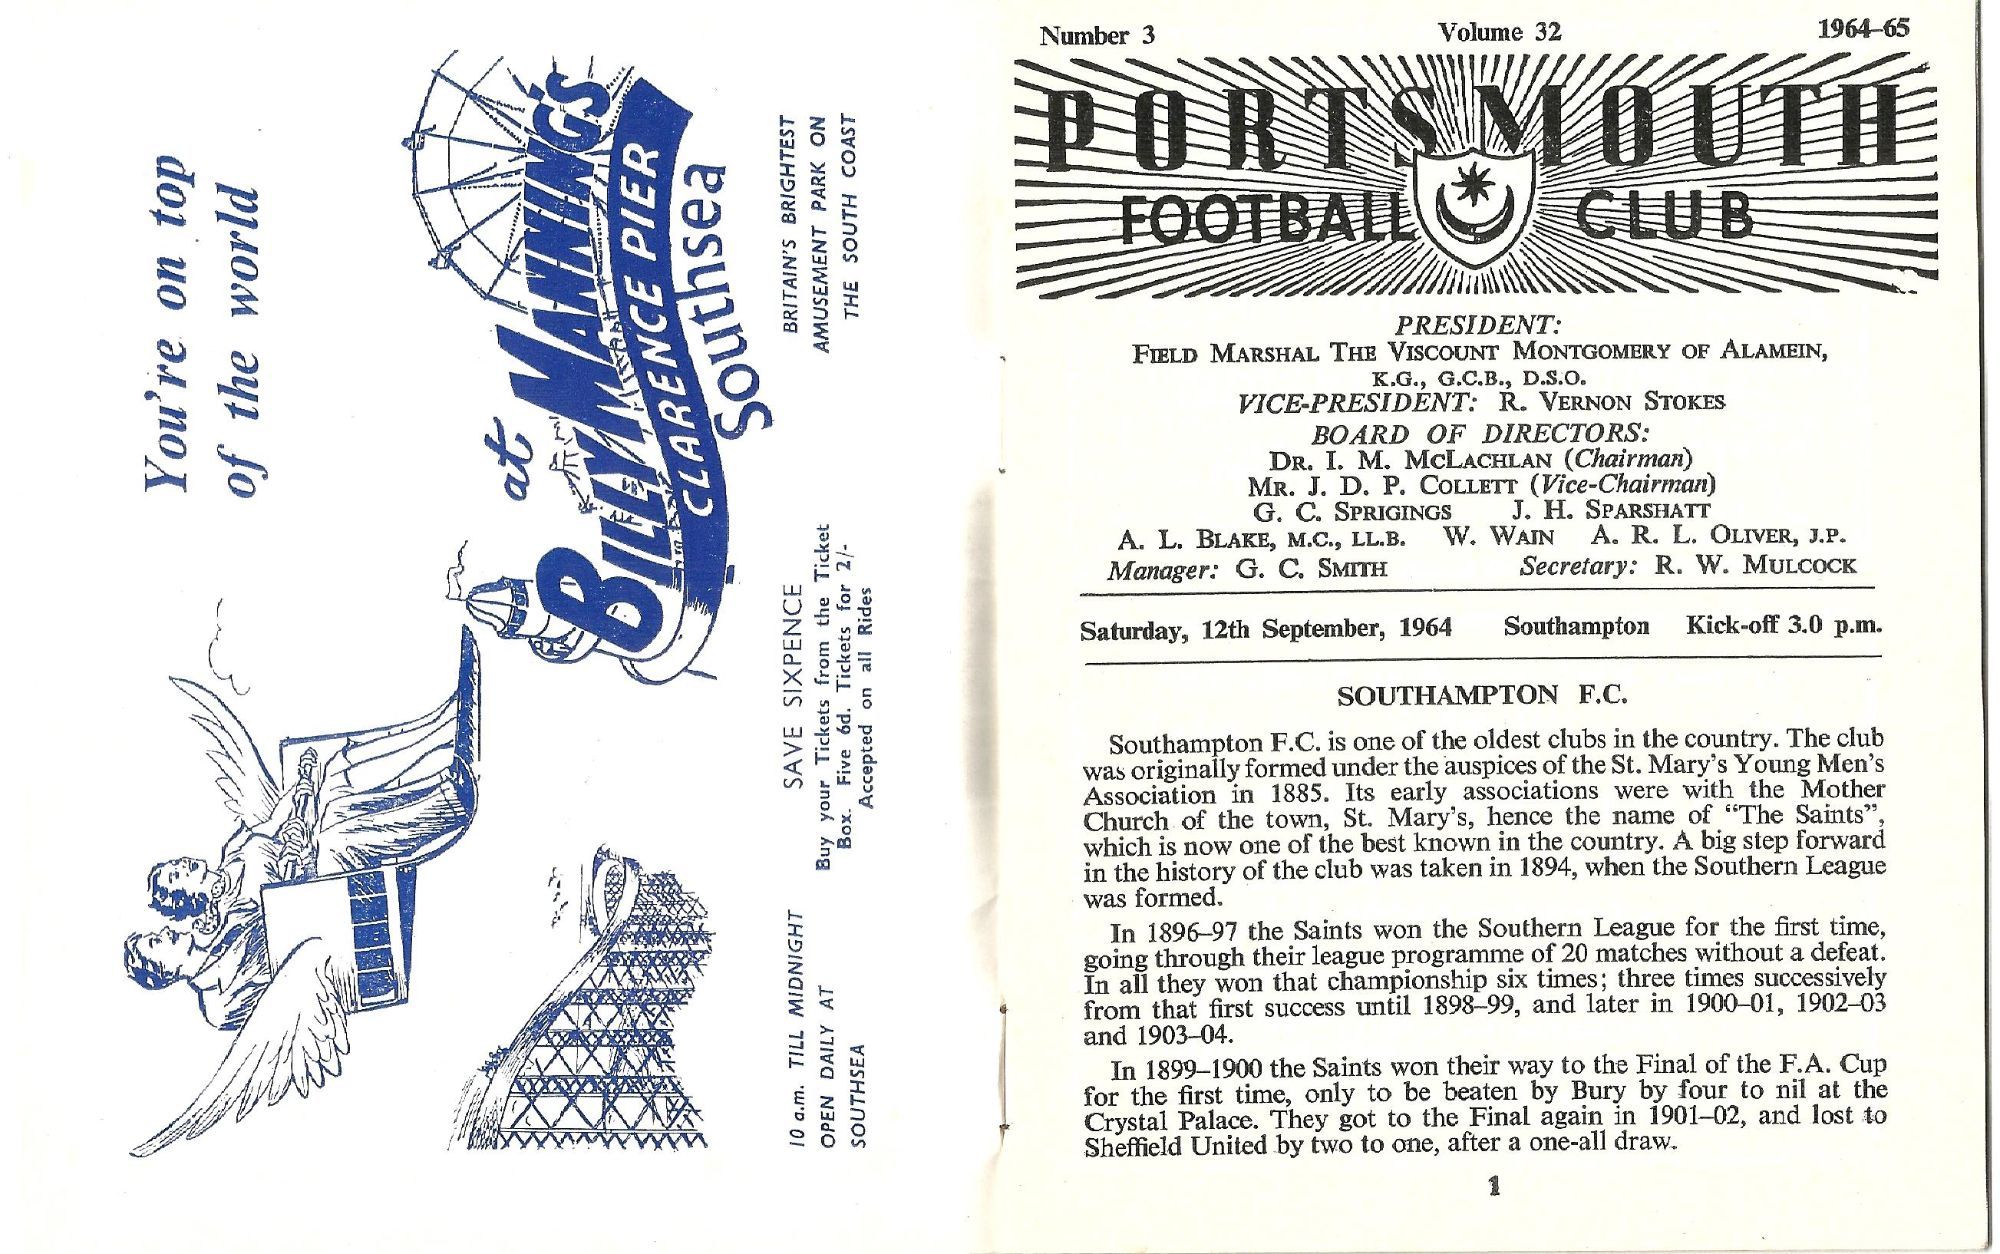 You're on top
of the world
at
BILLY MANNING'S
CLARENCE PIER
Southsea
10 a.m. TILL MIDNIGHT
OPEN DAILY AT
SOUTHSEA
SAVE SIXPENCE
Buy your Tickets from the Ticket
Box. Five 6d. Tickets for 2/-
Accepted on all Rides
BRITAIN'S BRIGHTEST
AMUSEMENT PARK ON
THE SOUTH COAST
Number 3 Volume 32 1964–65
PORTSMOUTH
FOOTBALL CLUB
PRESIDENT:
FIELD MARSHAL THE VISCOUNT MONTGOMERY OF ALAMEIN,
K.G., G.C.B., D.S.O.
VICE-PRESIDENT: R. VERNON STOKES
BOARD OF DIRECTORS:
DR. I. M. MCLACHLAN (Chairman)
MR. J. D. P. COLLETT (Vice-Chairman)
G. C. SPRIGINGS J. H. SPARSHATT
A. L. BLAKE, M.C., LL.B. W. WAIN A. R. L. OLIVER, J.P.
Manager: G. C. SMITH Secretary: R. W. MULCOCK
Saturday, 12th September, 1964 Southampton Kick-off 3.0 p.m.
SOUTHAMPTON F.C.
Southampton F.C. is one of the oldest clubs in the country. The club
was originally formed under the auspices of the St. Mary's Young Men's
Association in 1885. Its early associations were with the Mother
Church of the town, St. Mary's, hence the name of “The Saints”,
which is now one of the best known in the country. A big step forward
in the history of the club was taken in 1894, when the Southern League
was formed.
In 1896–97 the Saints won the Southern League for the first time,
going through their league programme of 20 matches without a defeat.
In all they won that championship six times; three times successively
from that first success until 1898–99, and later in 1900–01, 1902–03
and 1903–04.
In 1899–1900 the Saints won their way to the Final of the F.A. Cup
for the first time, only to be beaten by Bury by four to nil at the
Crystal Palace. They got to the Final again in 1901–02, and lost to
Sheffield United by two to one, after a one-all draw.
1